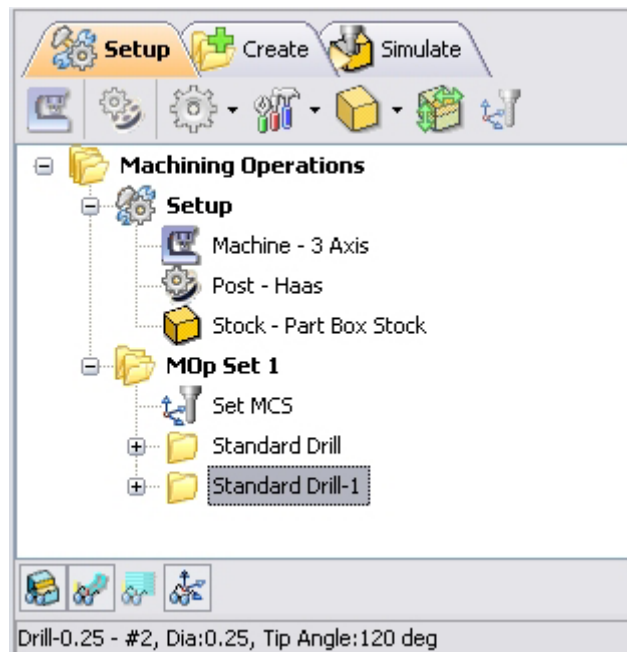 Setup Create Simulate
Machining Operations
Setup
Machine - 3 Axis
Post - Haas
Stock - Part Box Stock
MOp Set 1
Set MCS
Standard Drill
Standard Drill-1
Drill-0.25 - #2, Dia:0.25, Tip Angle:120 deg